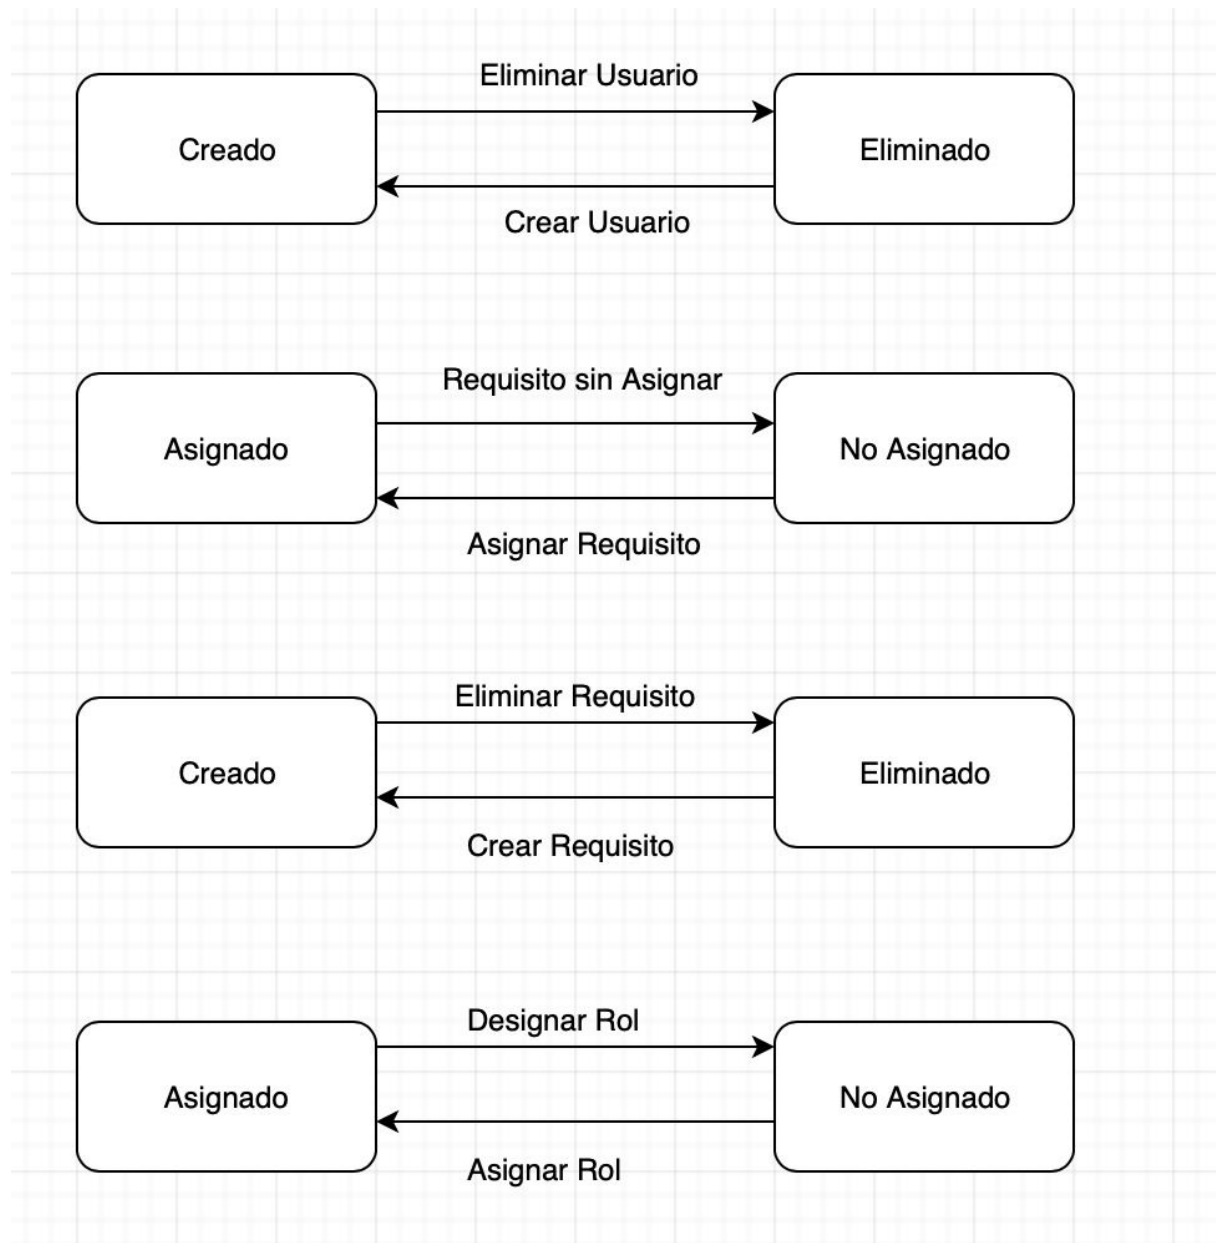 Eliminar Usuario
Creado
Eliminado
Crear Usuario
Requisito sin Asignar
Asignado
No Asignado
Asignar Requisito
Eliminar Requisito
Creado
Eliminado
Crear Requisito
Designar Rol
Asignado
No Asignado
Asignar Rol